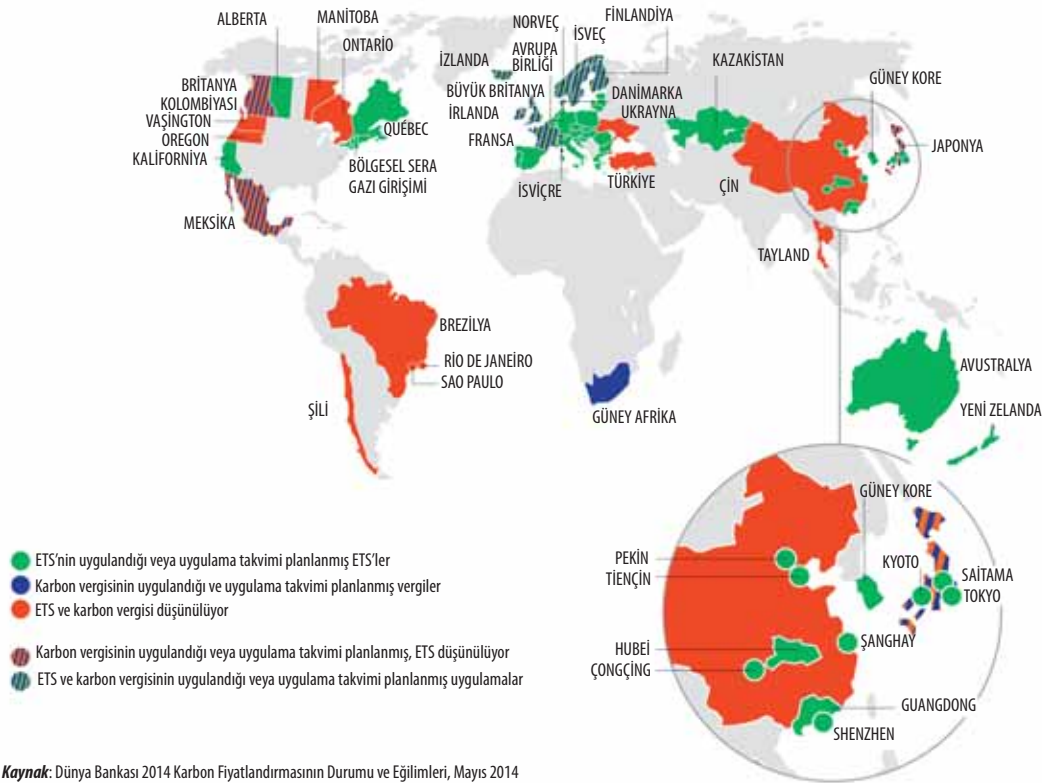 ALBERTA
MANİTOBA
ONTARİO
BRİTANYA
KOLOMBİYASI
VAŞİNGTON
OREGON
KALİFORNİYA
QUÉBEC
BÖLGESEL SERA
GAZI GİRİŞİMİ
MEKSİKA
İZLANDA
NORVEÇ
AVRUPA
BİRLİĞİ
İSVEÇ
FİNLANDİYA
BÜYÜK BRİTANYA
İRLANDA
FRANSA
DANİMARKA
UKRAYNA
İSVİÇRE
TÜRKİYE
KAZAKİSTAN
GÜNEY KORE
JAPONYA
ÇİN
TAYLAND
BREZİLYA
RİO DE JANEİRO
SAO PAULO
ŞİLİ
GÜNEY AFRİKA
AVUSTRALYA
YENİ ZELANDA
GÜNEY KORE
PEKİN
TİENÇİN
KYOTO
SAİTAMA
TOKYO
HUBEİ
ÇONGÇİNG
ŞANGHAY
GUANGDONG
SHENZHEN
ETS’nin uygulandığı veya uygulama takvimi planlanmış ETS’ler
Karbon vergisinin uygulandığı ve uygulama takvimi planlanmış vergiler
ETS ve karbon vergisi düşünülüyor
Karbon vergisinin uygulandığı veya uygulama takvimi planlanmış, ETS düşünülüyor
ETS ve karbon vergisinin uygulandığı veya uygulama takvimi planlanmış uygulamalar
Kaynak: Dünya Bankası 2014 Karbon Fiyatlandırmasının Durumu ve Eğilimleri, Mayıs 2014